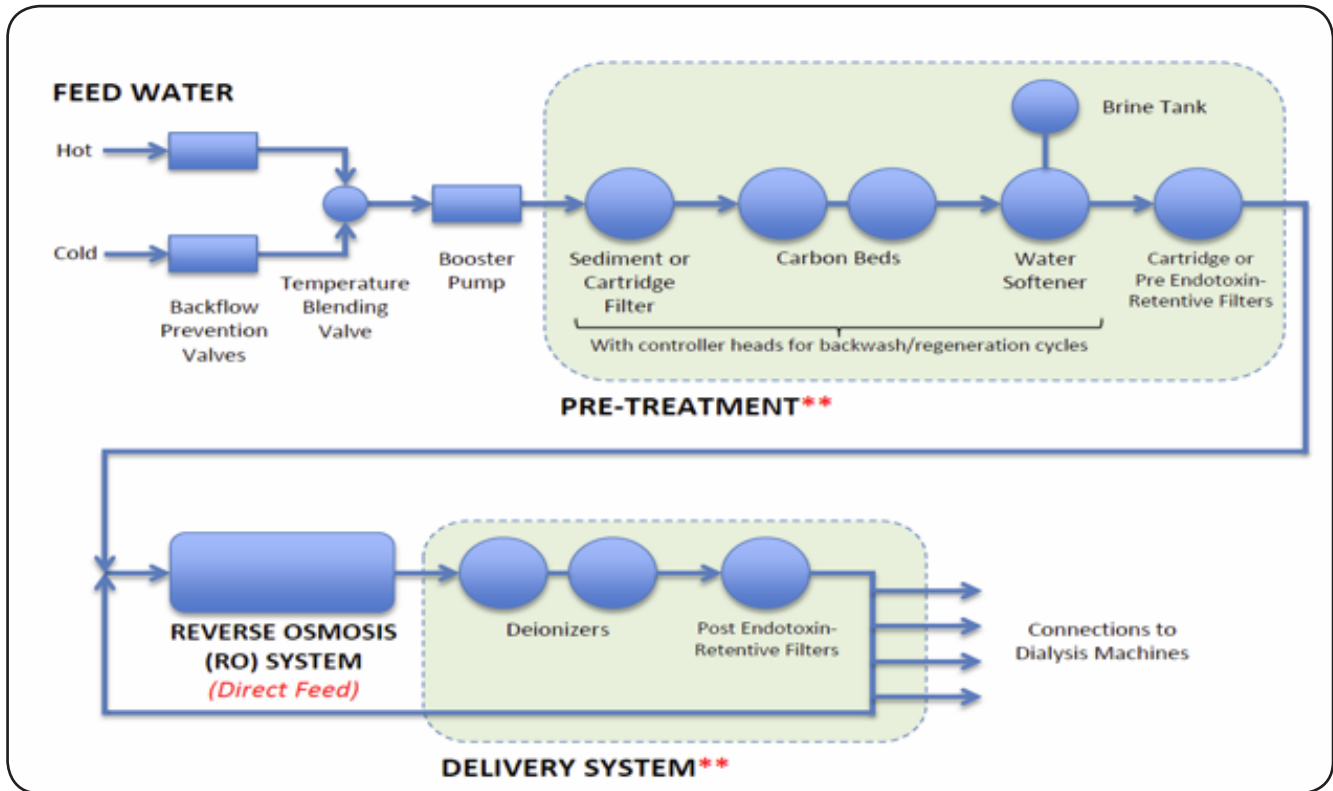 FEED WATER
Hot
Cold
Backflow
Prevention
Valves
Temperature
Blending
Valve
Booster
Pump
Sediment or
Cartridge
Filter
Carbon Beds
Brine Tank
Water
Softener
Cartridge or
Pre Endotoxin-
Retentive Filters
With controller heads for backwash/regeneration cycles
PRE-TREATMENT**
REVERSE OSMOSIS
(RO) SYSTEM
(Direct Feed)
Deionizers
Post Endotoxin-
Retentive Filters
Connections to
Dialysis Machines
DELIVERY SYSTEM**